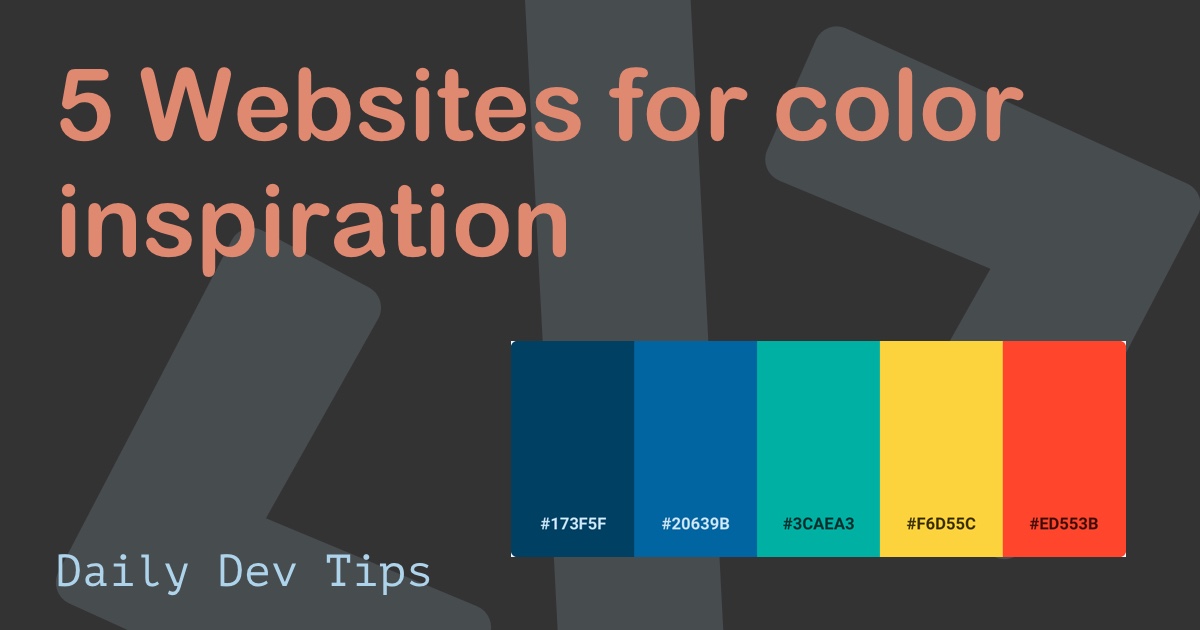 5 Websites for color
inspiration
#173F5F #20639B #3CAEA3 #F6D55C #ED553B
Daily Dev Tips